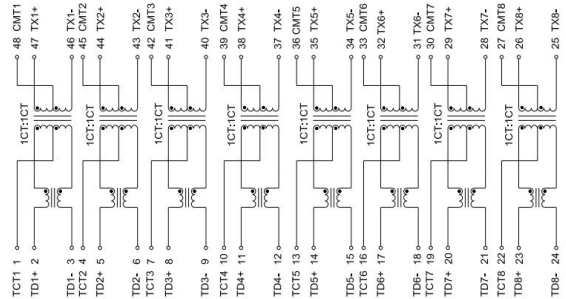 48 CMT1
47 TX1+
46 TX1-
45 CMT2
44 TX2+
43 TX2-
42 CMT3
41 TX3+
40 TX3-
39 CMT4
38 TX4+
37 TX4-
36 CMT5
35 TX5+
34 TX5-
33 CMT6
32 TX6+
31 TX6-
30 CMT7
29 TX7+
28 TX7-
27 CMT8
26 TX8+
25 TX8-
1CT:1CT
1CT:1CT
1CT:1CT
1CT:1CT
1CT:1CT
1CT:1CT
1CT:1CT
1CT:1CT
TCT1 1
TD1+ 2
TD1- 3
TCT2 4
TD2+ 5
TD2- 6
TCT3 7
TD3+ 8
TD3- 9
TCT4 10
TD4+ 11
TD4- 12
TCT5 13
TD5+ 14
TD5- 15
TCT6 16
TD6+ 17
TD6- 18
TCT7 19
TD7+ 20
TD7- 21
TCT8 22
TD8+ 23
TD8- 24